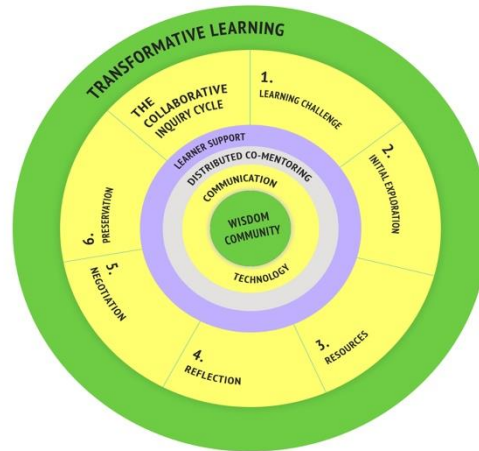 TRANSFORMATIVE LEARNING
THE
COLLABORATIVE
INQUIRY CYCLE
1.
LEARNING CHALLENGE
2.
INITIAL EXPLORATION
3.
RESOURCES
4.
REFLECTION
5.
NEGOTIATION
6.
PRESERVATION
LEARNER SUPPORT
DISTRIBUTED CO-MENTORING
COMMUNICATION
WISDOM
COMMUNITY
TECHNOLOGY